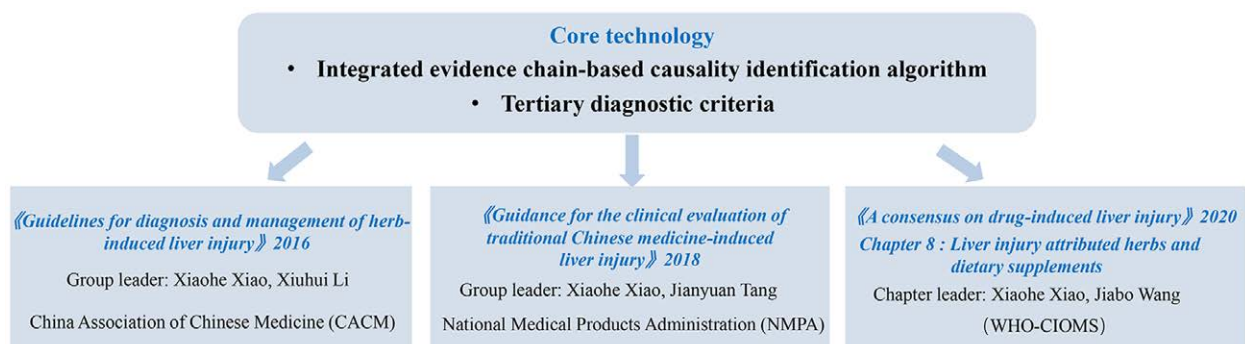 Core technology
• Integrated evidence chain-based causality identification algorithm
• Tertiary diagnostic criteria
《Guidelines for diagnosis and management of herb-
induced liver injury》2016
Group leader: Xiaohe Xiao, Xiuhui Li
China Association of Chinese Medicine (CACM)
《Guidance for the clinical evaluation of
traditional Chinese medicine-induced
liver injury》2018
Group leader: Xiaohe Xiao, Jianyuan Tang
National Medical Products Administration (NMPA)
《A consensus on drug-induced liver injury》2020
Chapter 8 : Liver injury attributed herbs and
dietary supplements
Chapter leader: Xiaohe Xiao, Jiabo Wang
(WHO-CIOMS)